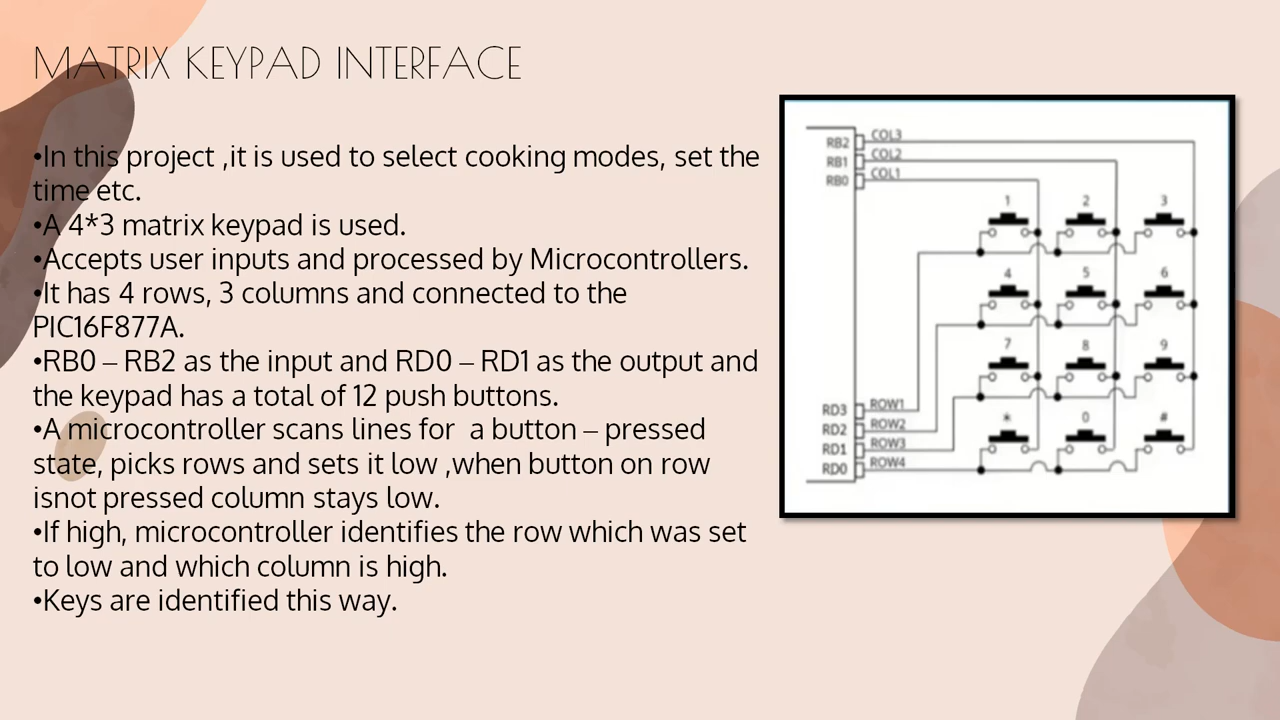 MATRIX KEYPAD INTERFACE
•In this project ,it is used to select cooking modes, set the
time etc.
•A 4*3 matrix keypad is used.
•Accepts user inputs and processed by Microcontrollers.
•It has 4 rows, 3 columns and connected to the
PIC16F877A.
•RB0 – RB2 as the input and RD0 – RD1 as the output and
the keypad has a total of 12 push buttons.
•A microcontroller scans lines for  a button – pressed
state, picks rows and sets it low ,when button on row
isnot pressed column stays low.
•If high, microcontroller identifies the row which was set
to low and which column is high.
•Keys are identified this way.
RB2 COL3
RB1 COL2
RB0 COL1
1 2 3
4 5 6
7 8 9
* 0 #
RD3 ROW1
RD2 ROW2
RD1 ROW3
RD0 ROW4